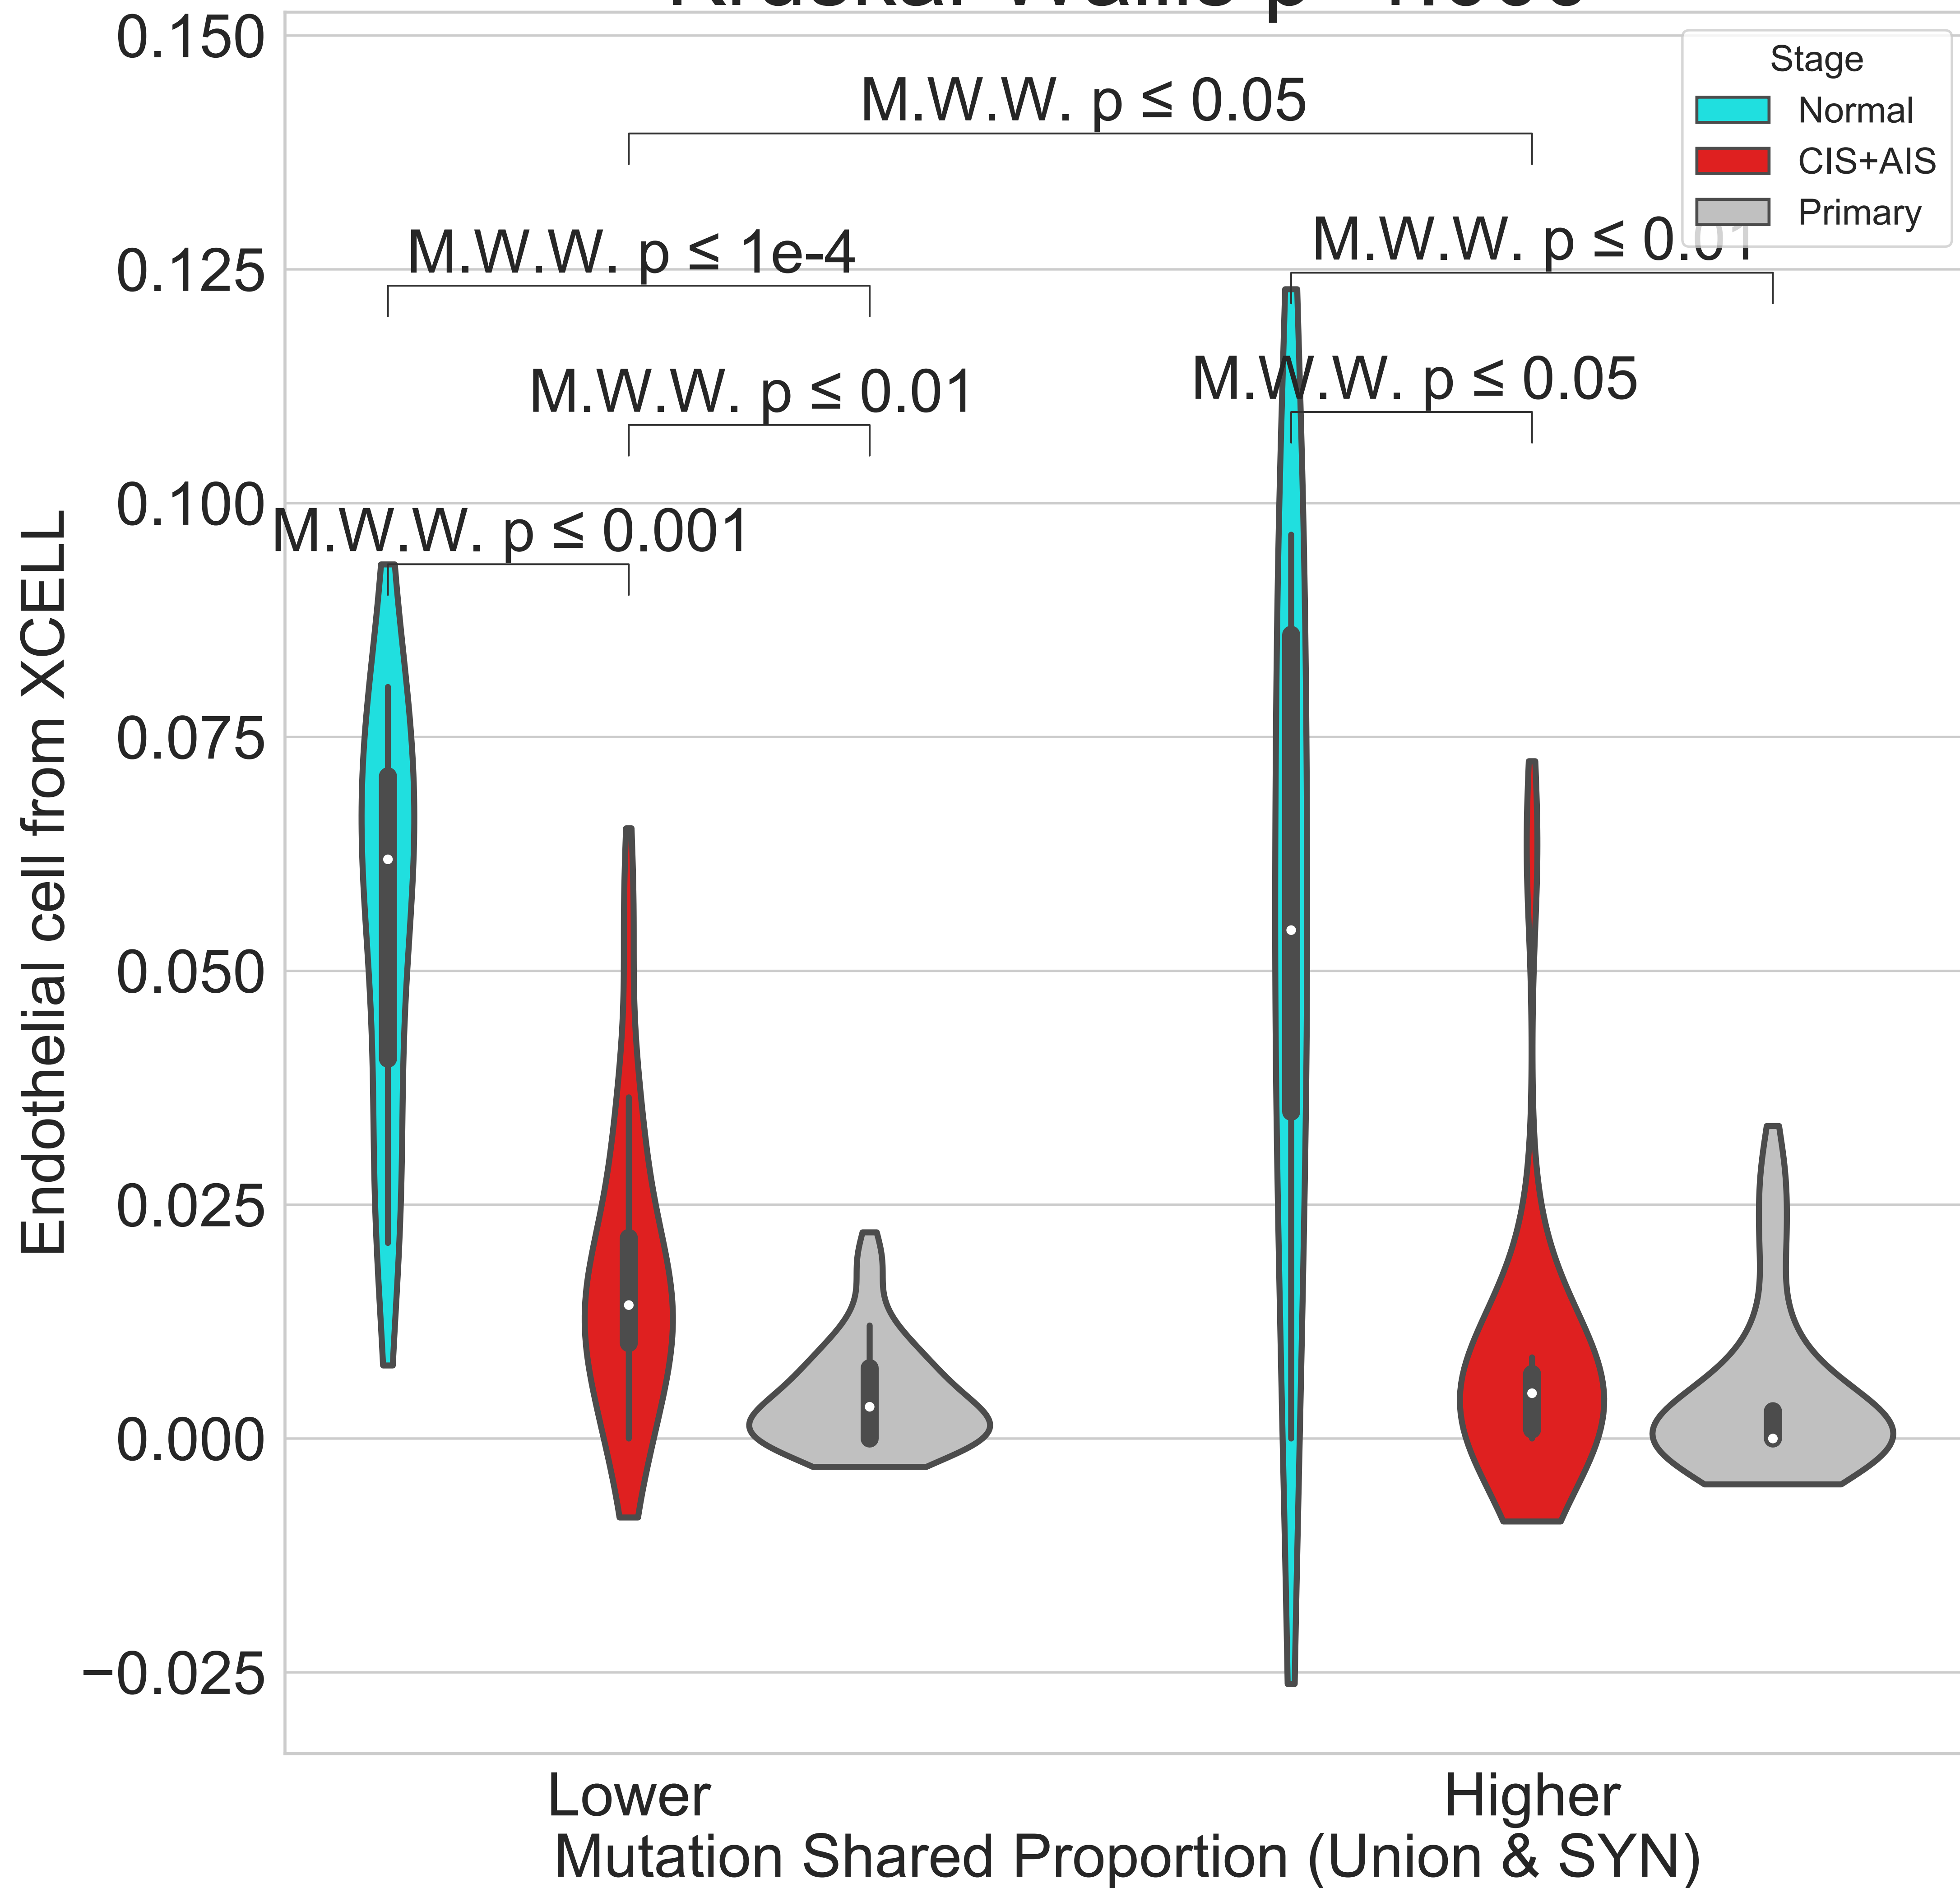 0.150
0.125
0.100
0.075
0.050
0.025
0.000
−0.025
Endothelial cell from XCELL
Stage
Normal
CIS+AIS
Primary
M.W.W. p ≤ 0.05
M.W.W. p ≤ 1e-4
M.W.W. p ≤ 0.01
M.W.W. p ≤ 0.01
M.W.W. p ≤ 0.05
M.W.W. p ≤ 0.001
Lower
Higher
Mutation Shared Proportion (Union & SYN)